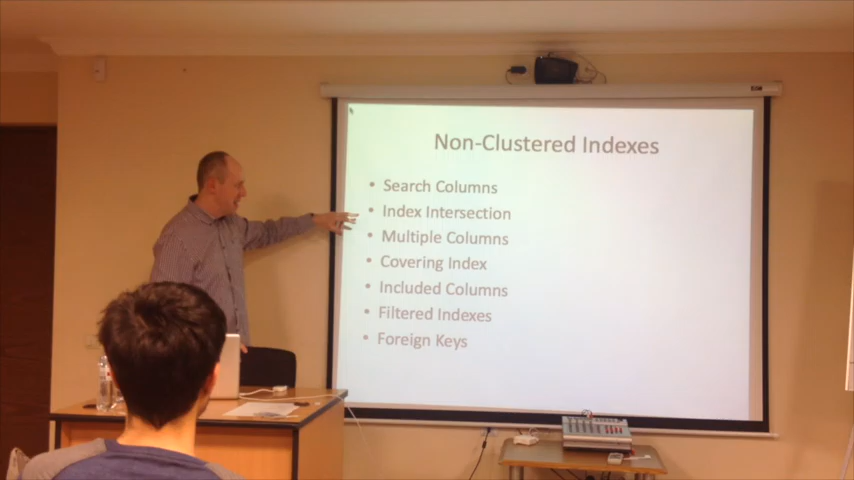 Non-Clustered Indexes
• Search Columns
• Index Intersection
• Multiple Columns
• Covering Index
• Included Columns
• Filtered Indexes
• Foreign Keys